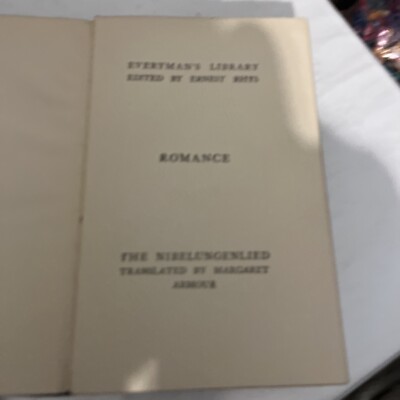 EVERYMAN'S LIBRARY
EDITED BY ERNEST RHYS
ROMANCE
THE NIBELUNGENLIED
TRANSLATED BY MARGARET
ARMOUR